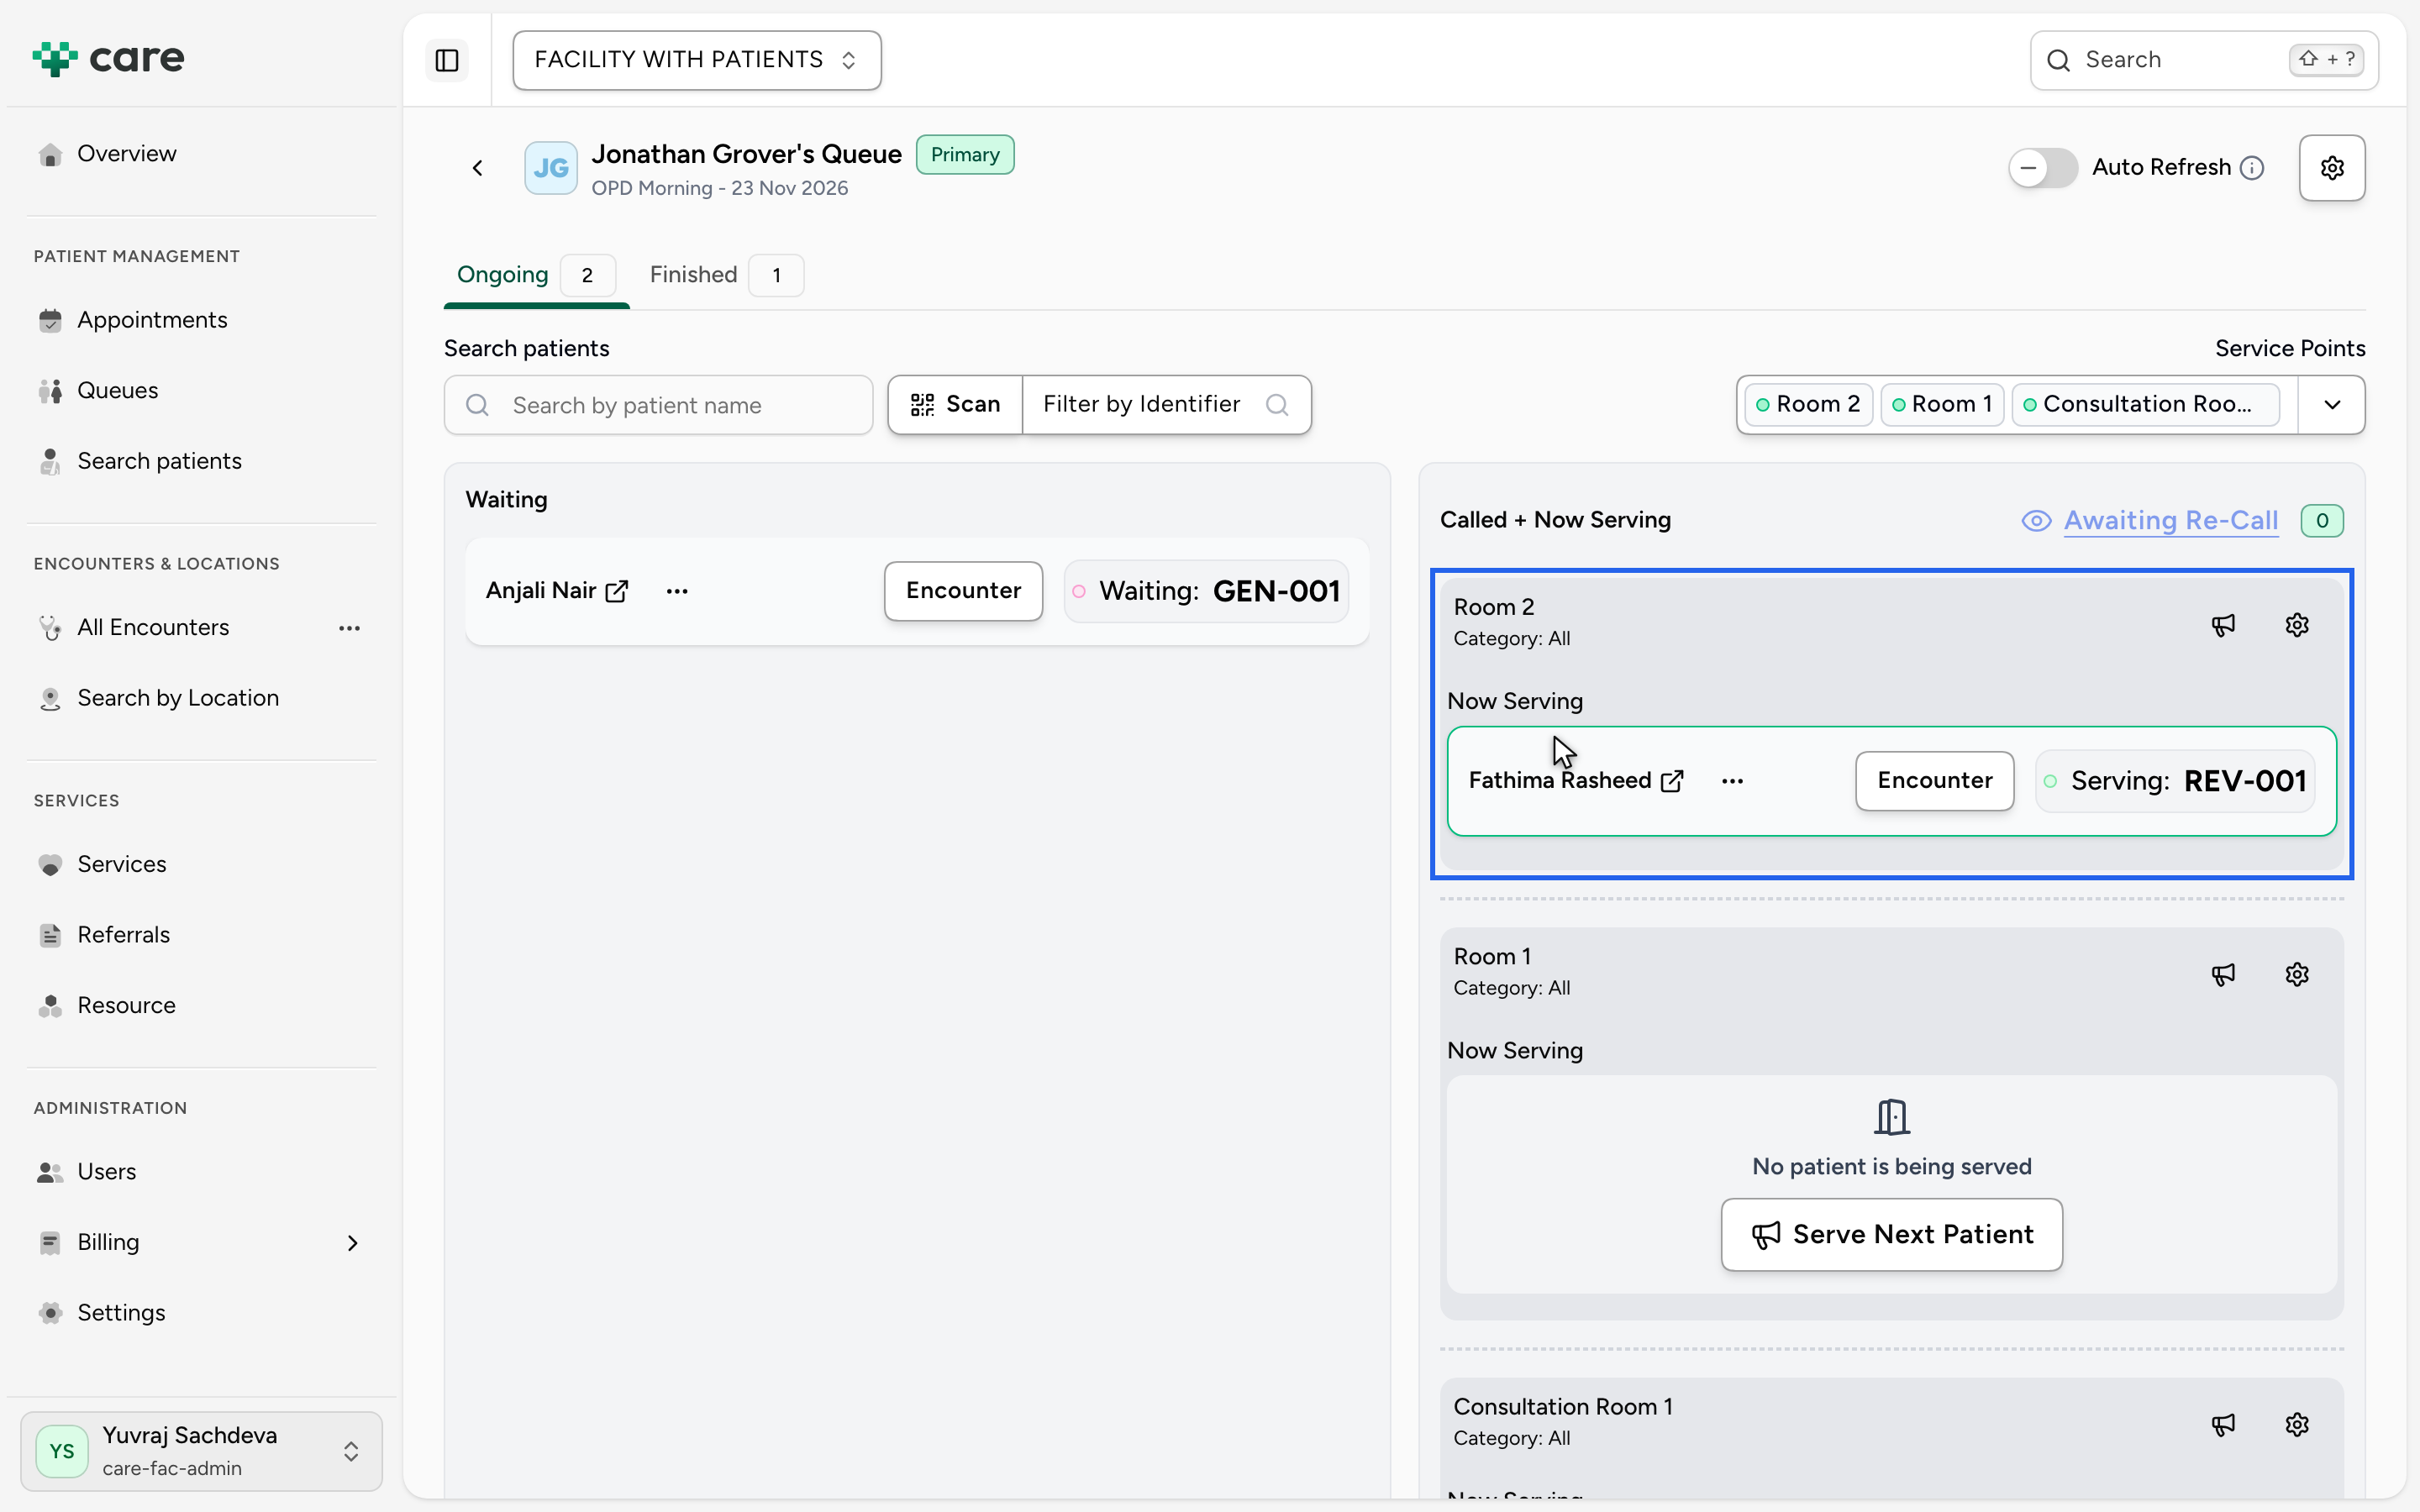 care
FACILITY WITH PATIENTS
Search
+ ?
Overview
PATIENT MANAGEMENT
Appointments
Queues
Search patients
ENCOUNTERS & LOCATIONS
All Encounters
Search by Location
SERVICES
Services
Referrals
Resource
ADMINISTRATION
Users
Billing
Settings
YS
Yuvraj Sachdeva
care-fac-admin
JG
Jonathan Grover's Queue
Primary
OPD Morning - 23 Nov 2026
Auto Refresh
Ongoing 2
Finished 1
Search patients
Service Points
Search by patient name
Scan
Filter by Identifier
Room 2
Room 1
Consultation Roo...
Waiting
Anjali Nair
Encounter
Waiting: GEN-001
Called + Now Serving
Awaiting Re-Call
0
Room 2
Category: All
Now Serving
Fathima Rasheed
Encounter
Serving: REV-001
Room 1
Category: All
Now Serving
No patient is being served
Serve Next Patient
Consultation Room 1
Category: All
Now Serving